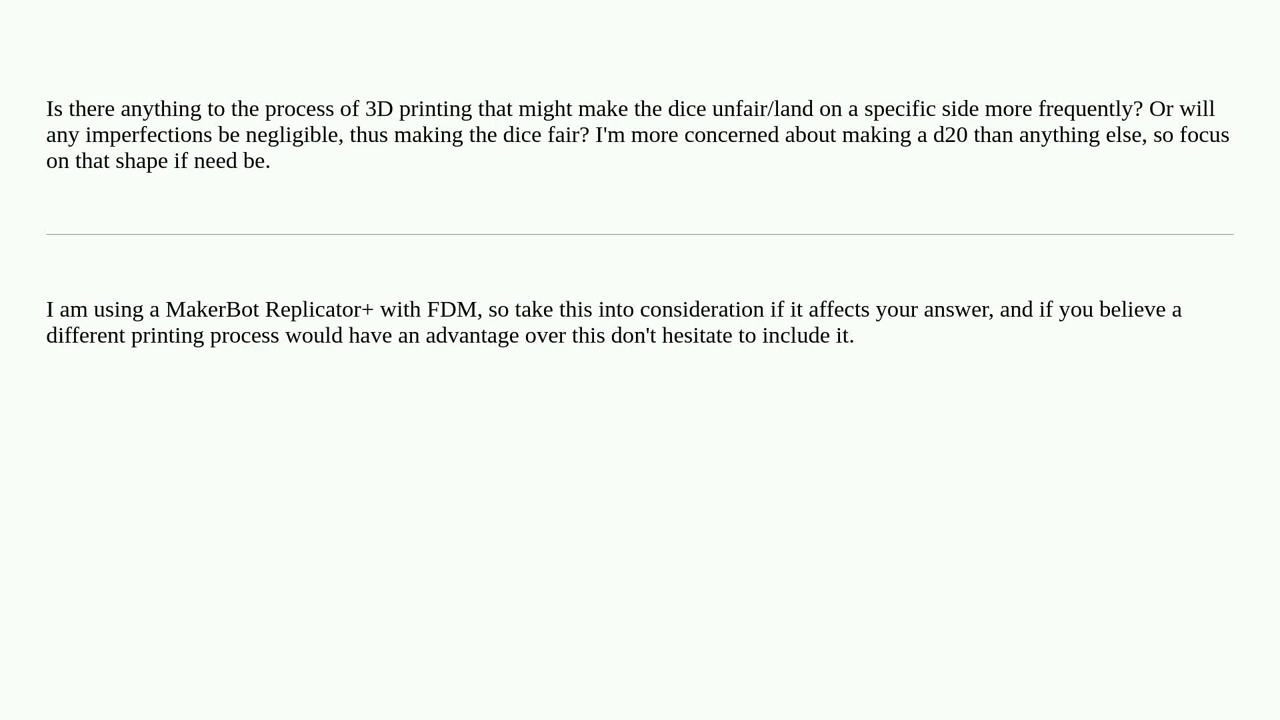 Is there anything to the process of 3D printing that might make the dice unfair/land on a specific side more frequently? Or will
any imperfections be negligible, thus making the dice fair? I'm more concerned about making a d20 than anything else, so focus
on that shape if need be.
I am using a MakerBot Replicator+ with FDM, so take this into consideration if it affects your answer, and if you believe a
different printing process would have an advantage over this don't hesitate to include it.